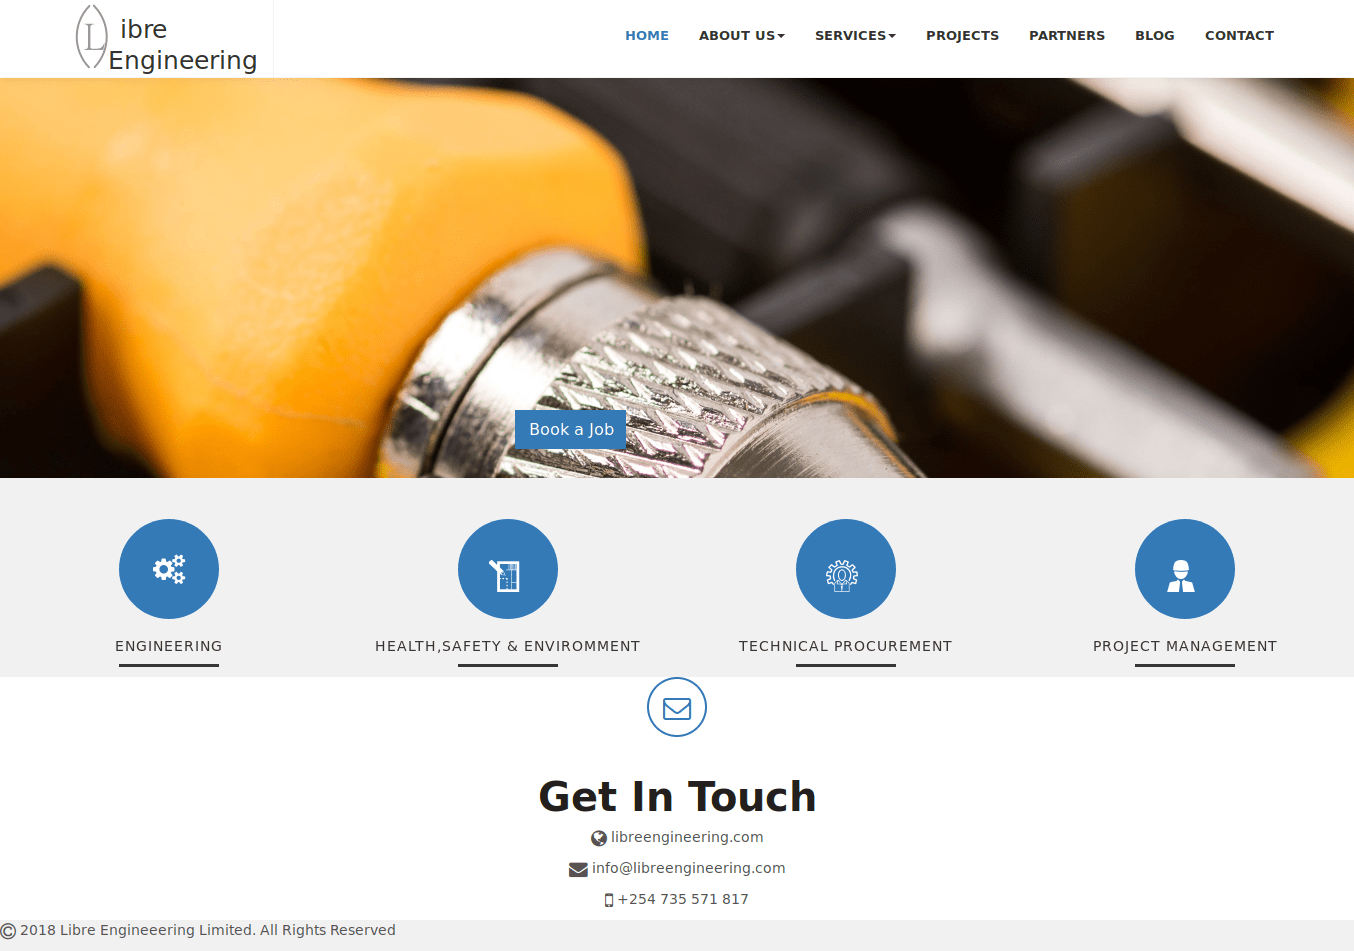 L ibre
Engineering
HOME ABOUT US SERVICES PROJECTS PARTNERS BLOG CONTACT
Book a Job
ENGINEERING HEALTH,SAFETY & ENVIROMMENT TECHNICAL PROCUREMENT PROJECT MANAGEMENT
Get In Touch
libreengineering.com
info@libreengineering.com
+254 735 571 817
© 2018 Libre Engineeering Limited. All Rights Reserved